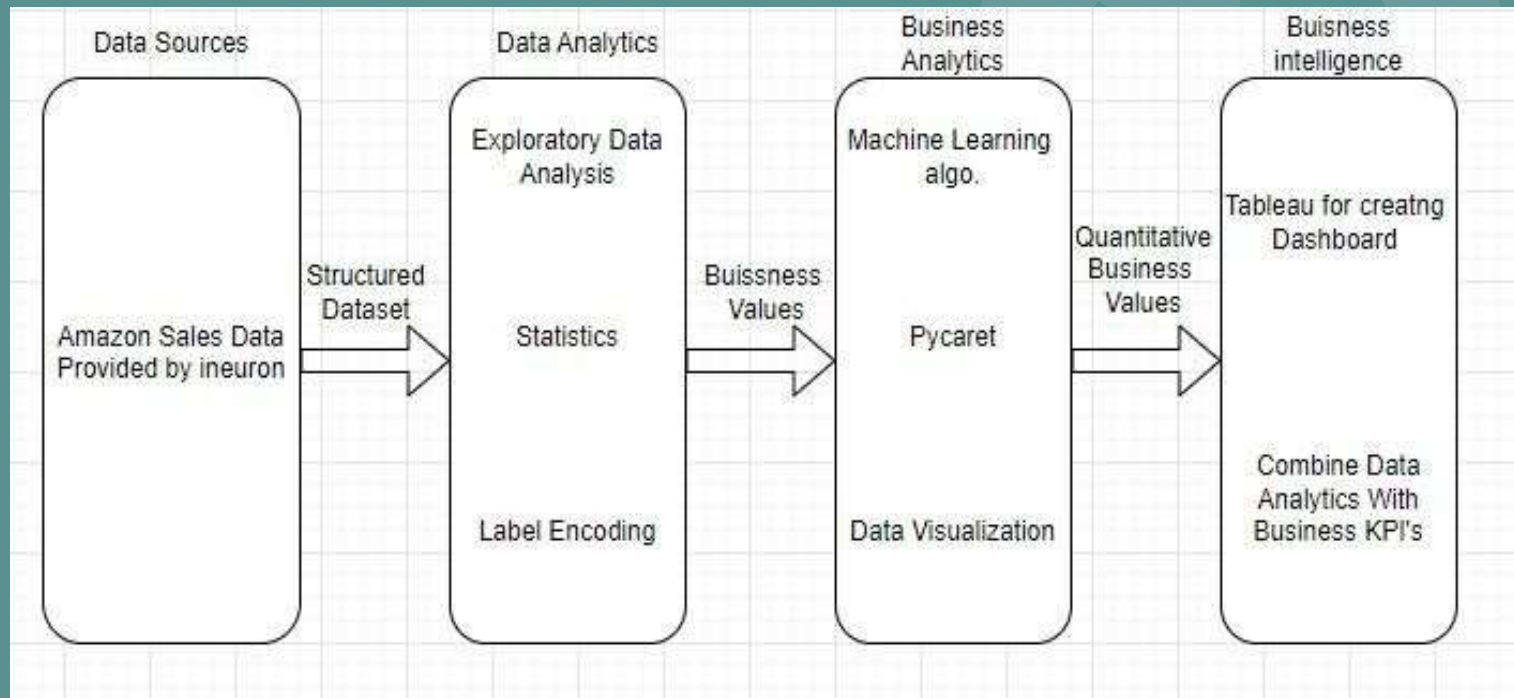 Data Sources
Amazon Sales Data
Provided by ineuron
Structured
Dataset
Data Analytics
Exploratory Data
Analysis
Statistics
Label Encoding
Buissness
Values
Business
Analytics
Machine Learning
algo.
Pycaret
Data Visualization
Quantitative
Business
Values
Buisness
intelligence
Tableau for creatng
Dashboard
Combine Data
Analytics With
Business KPI's